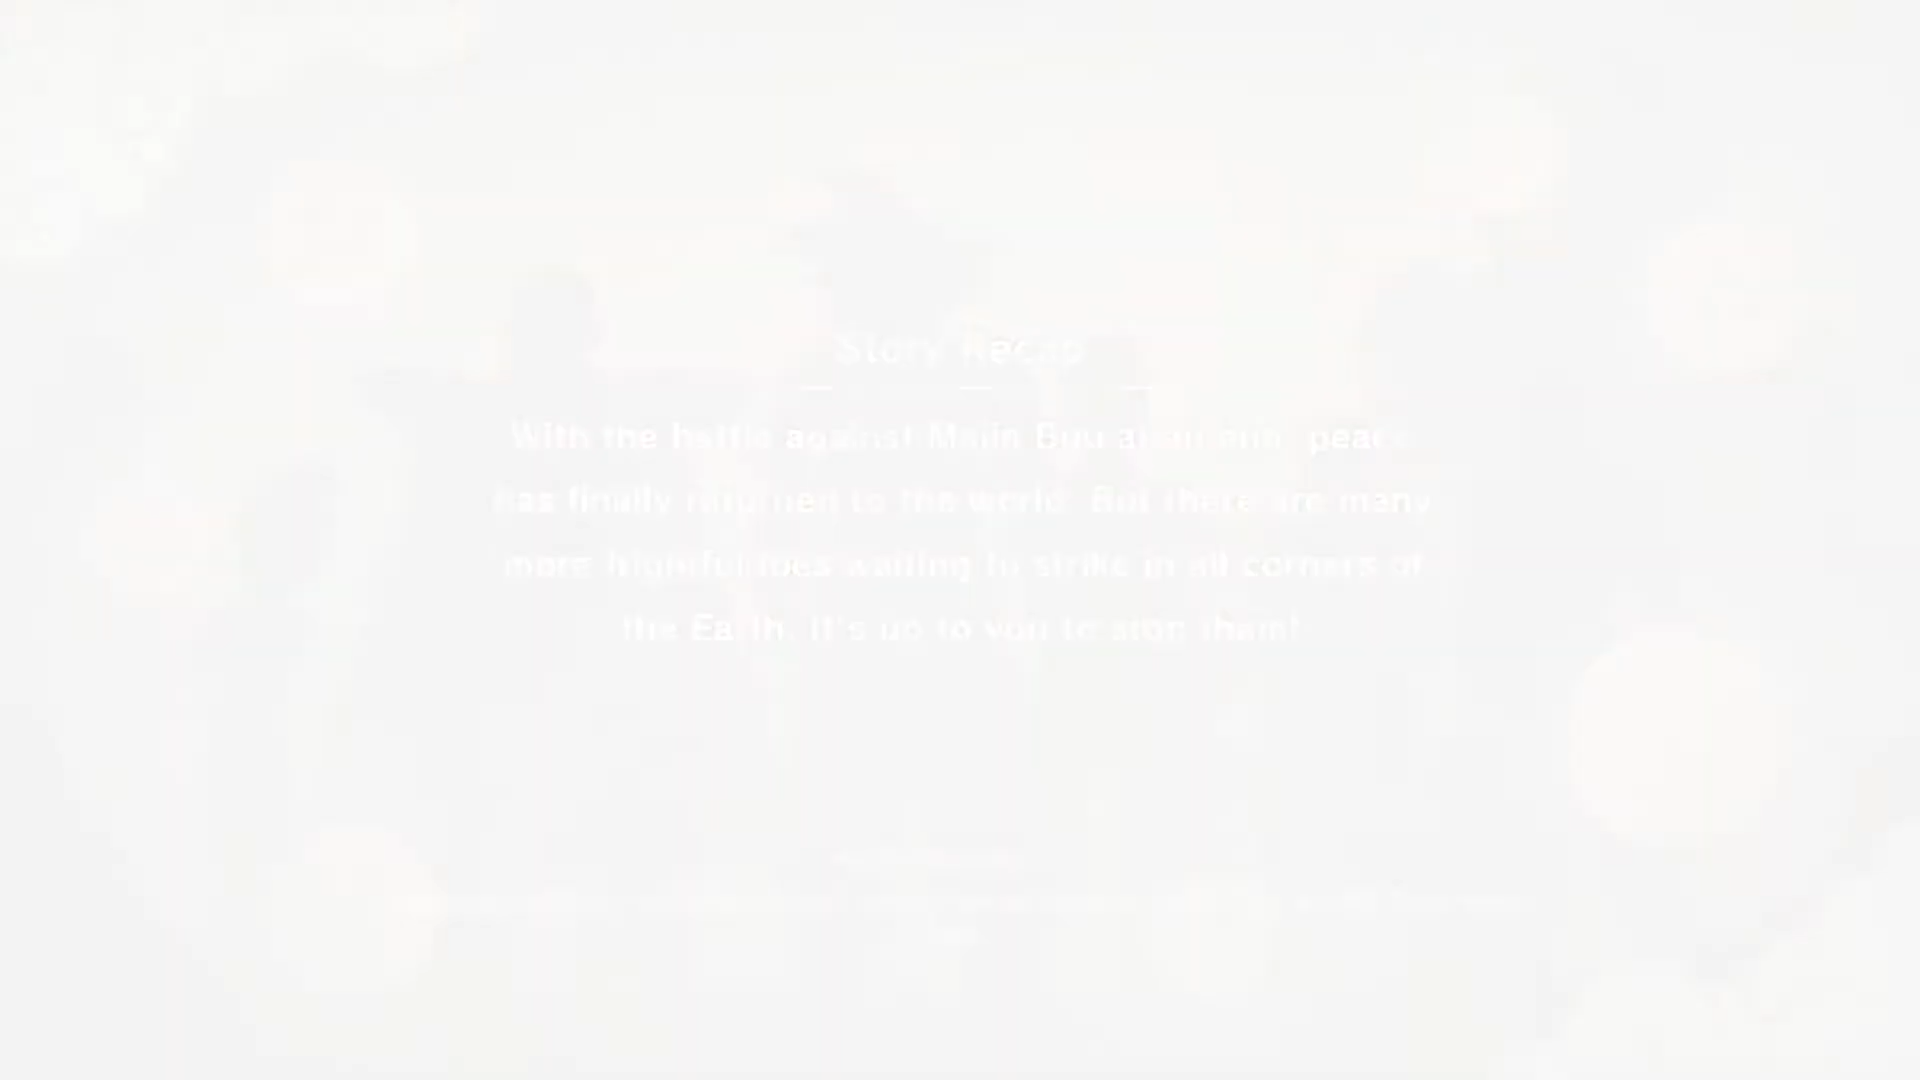 Story Recap
With the battle against Majin Buu at an end, peace
has finally returned to the world. But there are many
more frightful foes waiting to strike in all corners of
the Earth. It's up to you to stop them!